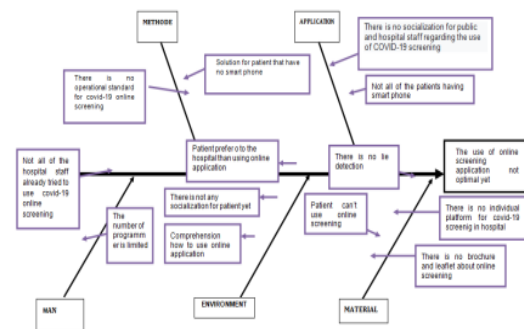 METHODE
APPLICATION
There is no socialization for public
and hospital staff regarding the use
of COVID-19 screening
There is no
operational standard
for covid-19 online
screening
Solution for patient that have
no smart phone
Not all of the patients having
smart phone
Not all of the
hospital staff
already tried to
use covid-19
online
screening
Patient prefer o to the
hospital than using online
application
There is no lie
detection
The use of online
screening
application not
optimal yet
The
number of
programm
er is limited
There is not any
socialization for patient yet
Comprehension
how to use online
application
Patient can't
use online
screening
There is no individual
platform for covid-19
screenig in hospital
There is no brochure
and leaflet about online
screening
MAN
ENVIRONMENT
MATERIAL